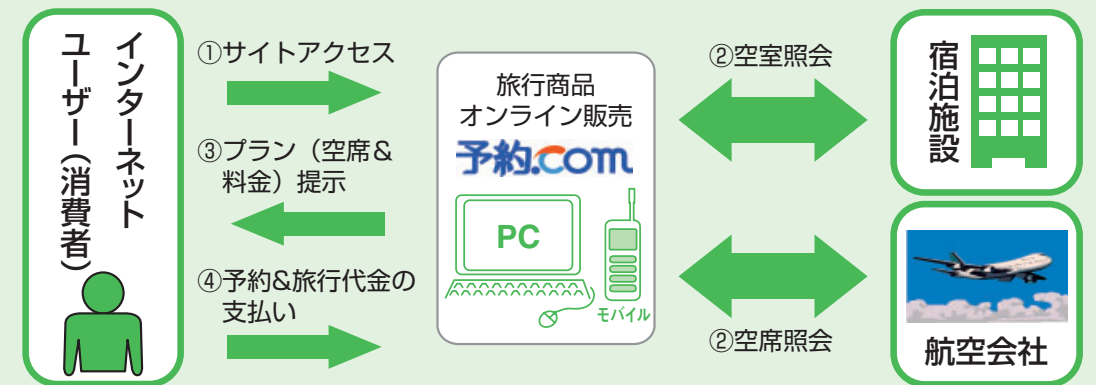 インターネット
ユーザー（消費者）
①サイトアクセス
③プラン（空席＆
料金）提示
④予約&旅行代金の
支払い
旅行商品
オンライン販売
予約.com
PC
モバイル
②空室照会
②空席照会
宿泊施設
航空会社